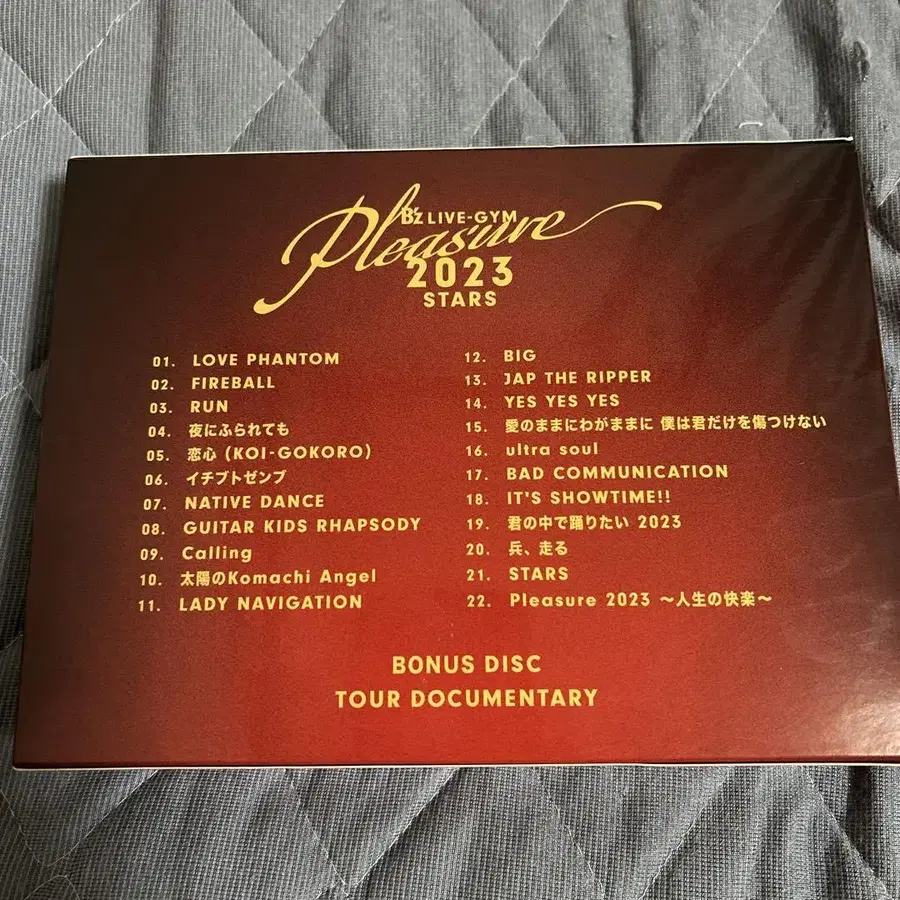 B'z LIVE-GYM
Pleasure
2023
STARS
01. LOVE PHANTOM
02. FIREBALL
03. RUN
04. 夜にふられても
05. 恋心 (KOI-GOKORO)
06. イチブトゼンブ
07. NATIVE DANCE
08. GUITAR KIDS RHAPSODY
09. Calling
10. 太陽のKomachi Angel
11. LADY NAVIGATION
12. BIG
13. JAP THE RIPPER
14. YES YES YES
15. 愛のままにわがままに 僕は君だけを傷つけない
16. ultra soul
17. BAD COMMUNICATION
18. IT'S SHOWTIME!!
19. 君の中で踊りたい 2023
20. 兵、走る
21. STARS
22. Pleasure 2023 〜人生の快楽〜
BONUS DISC
TOUR DOCUMENTARY